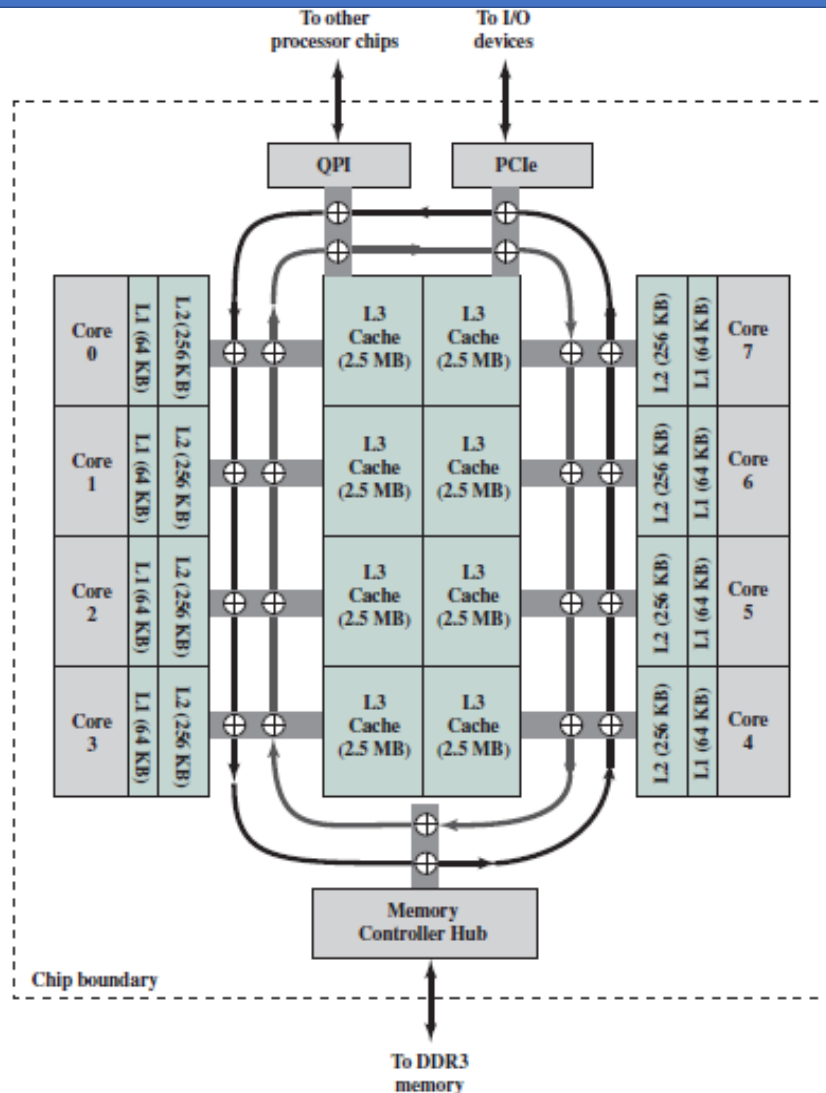 To other
processor chips
To I/O
devices
QPI
PCIe
Core
0
L1 (64 KB)
L2 (256 KB)
L3
Cache
(2.5 MB)
L3
Cache
(2.5 MB)
L2 (256 KB)
L1 (64 KB)
Core
7
Core
1
L1 (64 KB)
L2 (256 KB)
L3
Cache
(2.5 MB)
L3
Cache
(2.5 MB)
L2 (256 KB)
L1 (64 KB)
Core
6
Core
2
L1 (64 KB)
L2 (256 KB)
L3
Cache
(2.5 MB)
L3
Cache
(2.5 MB)
L2 (256 KB)
L1 (64 KB)
Core
5
Core
3
L1 (64 KB)
L2 (256 KB)
L3
Cache
(2.5 MB)
L3
Cache
(2.5 MB)
L2 (256 KB)
L1 (64 KB)
Core
4
Memory
Controller Hub
Chip boundary
To DDR3
memory